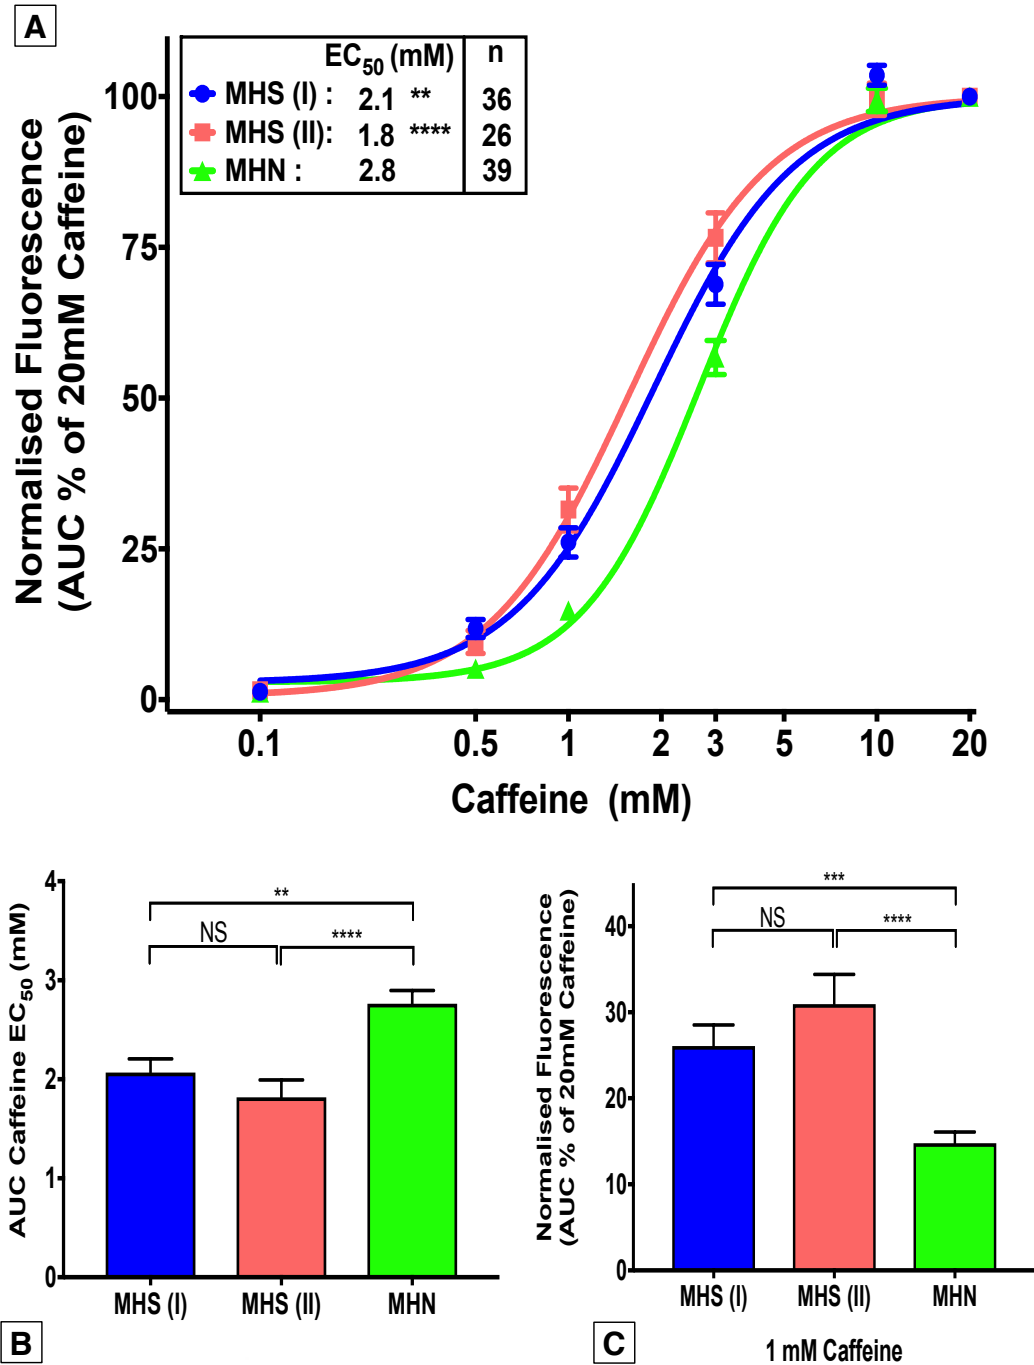 A
EC50 (mM) n
MHS (I) : 2.1 ** 36
MHS (II): 1.8 **** 26
MHN : 2.8 39
Normalised Fluorescence
(AUC % of 20mM Caffeine)
100
75
50
25
0
0.1 0.5 1 2 3 5 10 20
Caffeine (mM)
AUC Caffeine EC50 (mM)
4
3
2
1
0
**
NS ****
MHS (I) MHS (II) MHN
B
Normalised Fluorescence
(AUC % of 20mM Caffeine)
40
30
20
10
0
***
NS ****
MHS (I) MHS (II) MHN
C
1 mM Caffeine